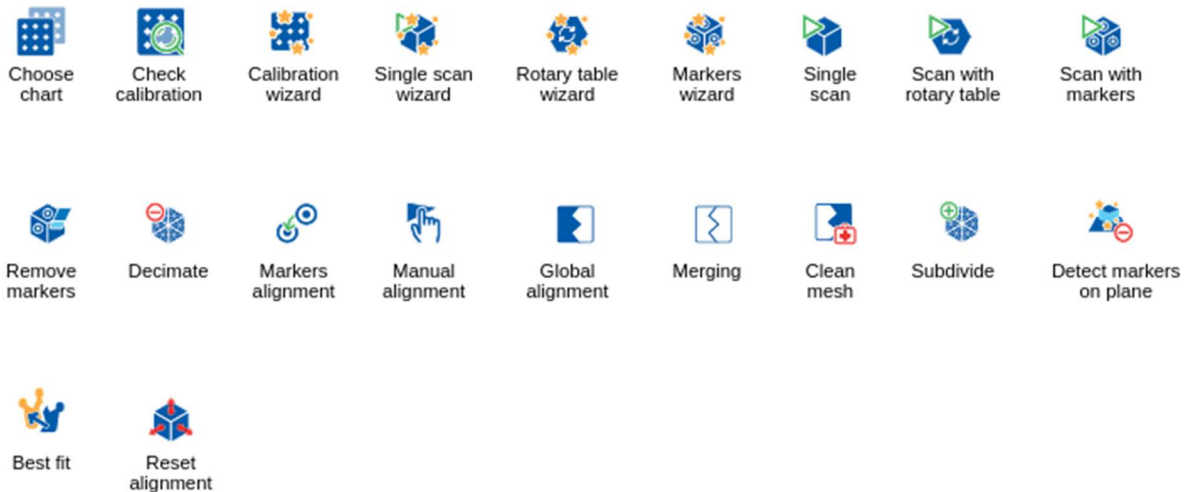 Choose
chart
Check
calibration
Calibration
wizard
Single scan
wizard
Rotary table
wizard
Markers
wizard
Single
scan
Scan with
rotary table
Scan with
markers
Remove
markers
Decimate
Markers
alignment
Manual
alignment
Global
alignment
Merging
Clean
mesh
Subdivide
Detect markers
on plane
Best fit
Reset
alignment